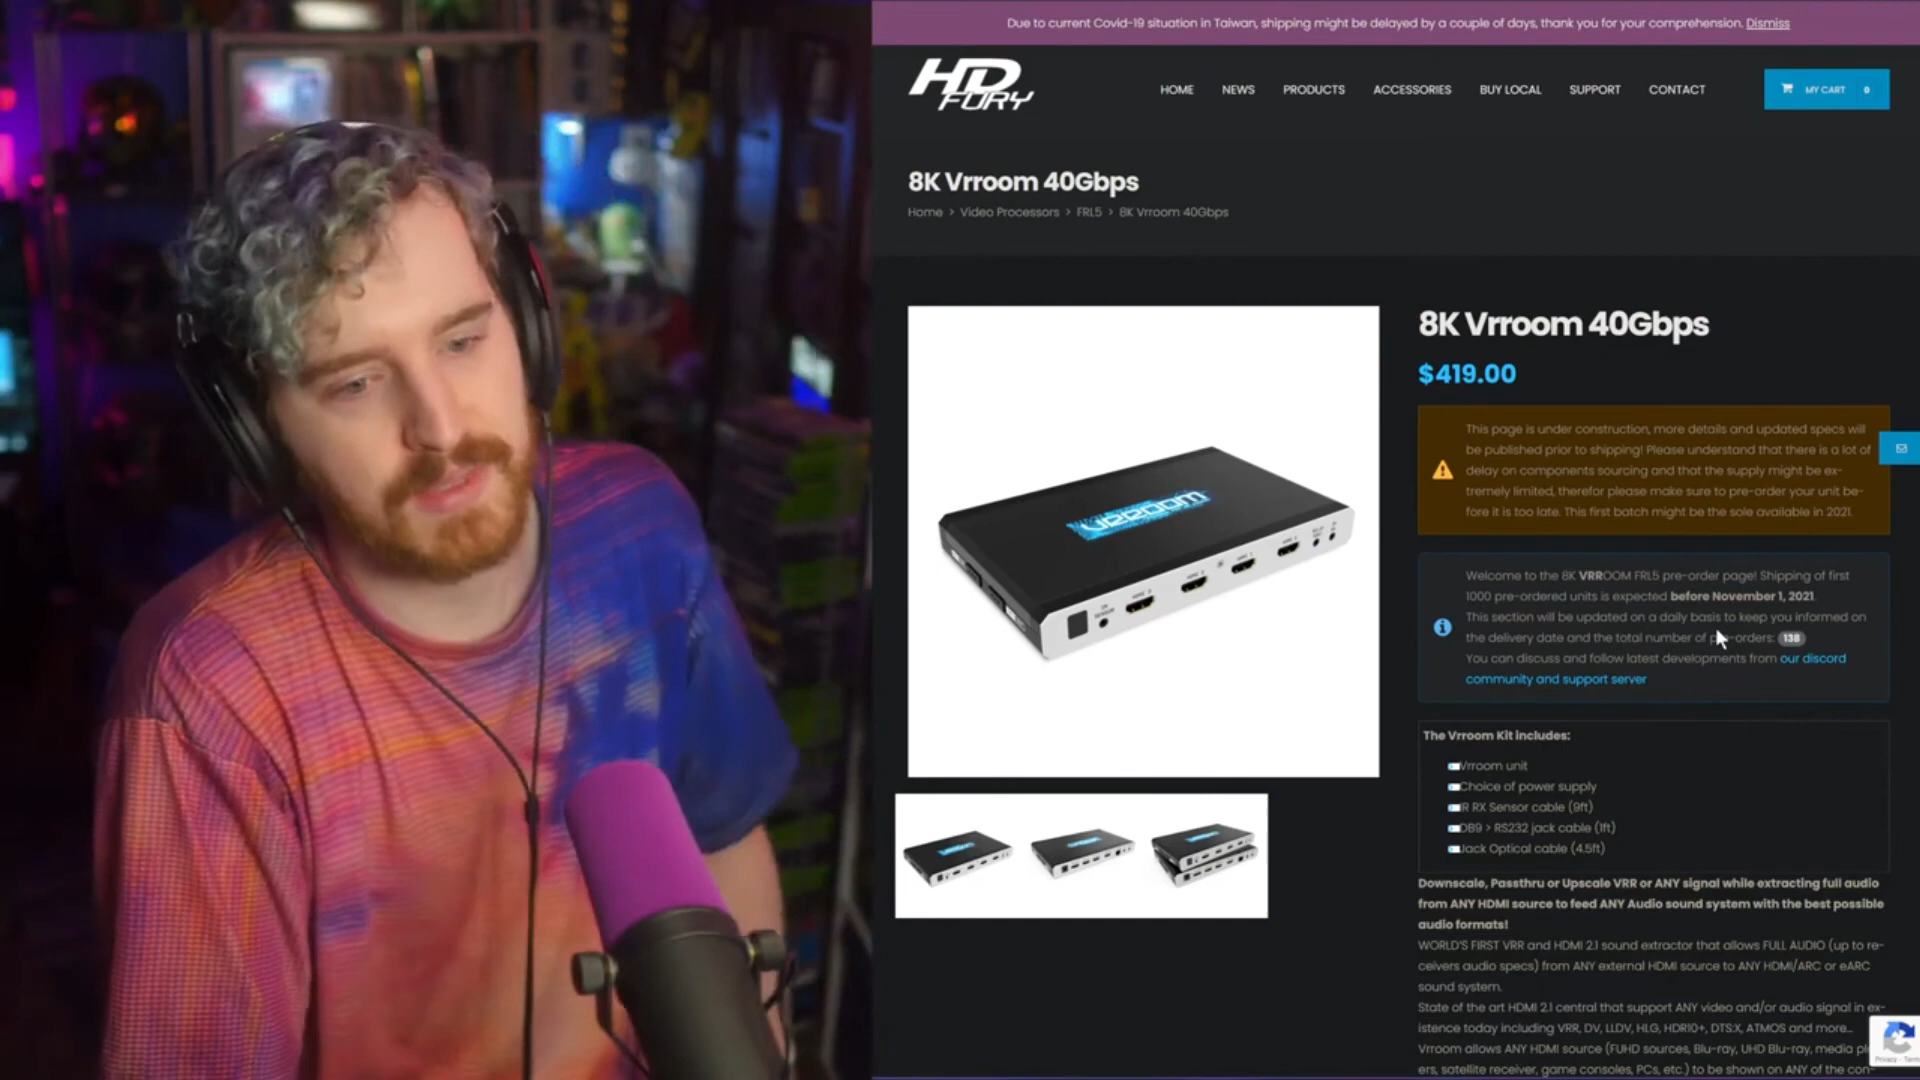 Due to current Covid-19 situation in Taiwan, shipping might be delayed by a couple of days, thank you for your comprehension. Dismiss
HD FURY
HOME NEWS PRODUCTS ACCESSORIES BUY LOCAL SUPPORT CONTACT
MY CART 0
8K Vrroom 40Gbps
Home > Video Processors > FRL5 > 8K Vrroom 40Gbps
VRROOM
8K Vrroom 40Gbps
$419.00
This page is under construction, more details and updated specs will
be published prior to shipping! Please understand that there is a lot of
delay on components sourcing and that the supply might be ex-
tremely limited, therefor please make sure to pre-order your unit be-
fore it is too late. This first batch might be the sole available in 2021.
Welcome to the 8K VRROOM FRL5 pre-order page! Shipping of first
1000 pre-ordered units is expected before November 1, 2021.
This section will be updated on a daily basis to keep you informed on
the delivery date and the total number of pre-orders: 138
You can discuss and follow latest developments from our discord
community and support server
The Vrroom Kit includes:
Vrroom unit
Choice of power supply
IR RX Sensor cable (9ft)
DB9 > RS232 jack cable (1ft)
Jack Optical cable (4.5ft)
Downscale, Passthru or Upscale VRR or ANY signal while extracting full audio
from ANY HDMI source to feed ANY Audio sound system with the best possible
audio formats!
WORLD'S FIRST VRR and HDMI 2.1 sound extractor that allows FULL AUDIO (up to re-
ceivers audio specs) from ANY external HDMI source to ANY HDMI/ARC or eARC
sound system.
State of the art HDMI 2.1 central that support ANY video and/or audio signal in ex-
istence today including VRR, DV, LLDV, HLG, HDR10+, DTS:X, ATMOS and more...
Vrroom allows ANY HDMI source (FUHD sources, Blu-ray, UHD Blu-ray, media pl
ers, satellite receiver, game consoles, PCs, etc.) to be shown on ANY of the con-
Privacy - Term